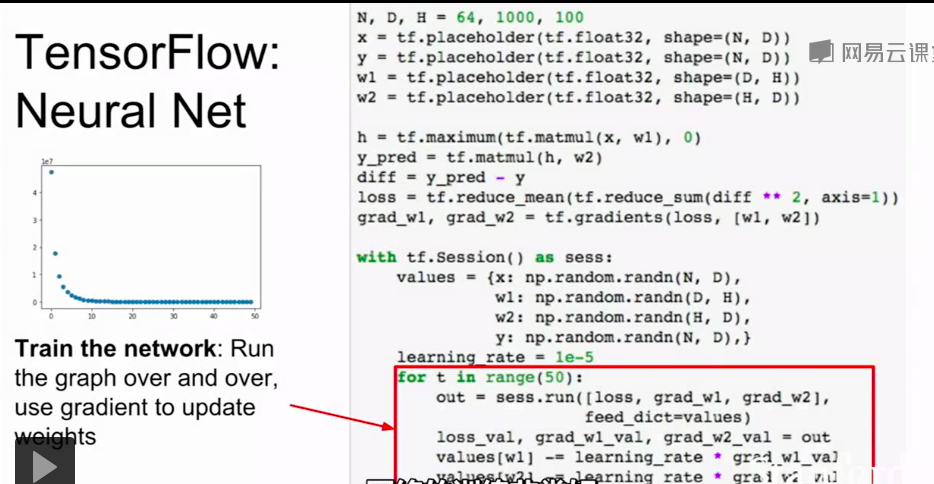 TensorFlow:
Neural Net
1e7
4
3
2
1
0
0 10 20 30 40 50
Train the network: Run
the graph over and over,
use gradient to update
weights
N, D, H = 64, 1000, 100
x = tf.placeholder(tf.float32, shape=(N, D))
y = tf.placeholder(tf.float32, shape=(N, D))
w1 = tf.placeholder(tf.float32, shape=(D, H))
w2 = tf.placeholder(tf.float32, shape=(H, D))
h = tf.maximum(tf.matmul(x, w1), 0)
y_pred = tf.matmul(h, w2)
diff = y_pred - y
loss = tf.reduce_mean(tf.reduce_sum(diff ** 2, axis=1))
grad_w1, grad_w2 = tf.gradients(loss, [w1, w2])
with tf.Session() as sess:
values = {x: np.random.randn(N, D),
w1: np.random.randn(D, H),
w2: np.random.randn(H, D),
y: np.random.randn(N, D),}
learning_rate = 1e-5
for t in range(50):
out = sess.run([loss, grad_w1, grad_w2],
feed_dict=values)
loss_val, grad_w1_val, grad_w2_val = out
values[w1] -= learning_rate * grad_w1_val
values[w2] -= learning_rate * grad_w2_val
网易云课堂